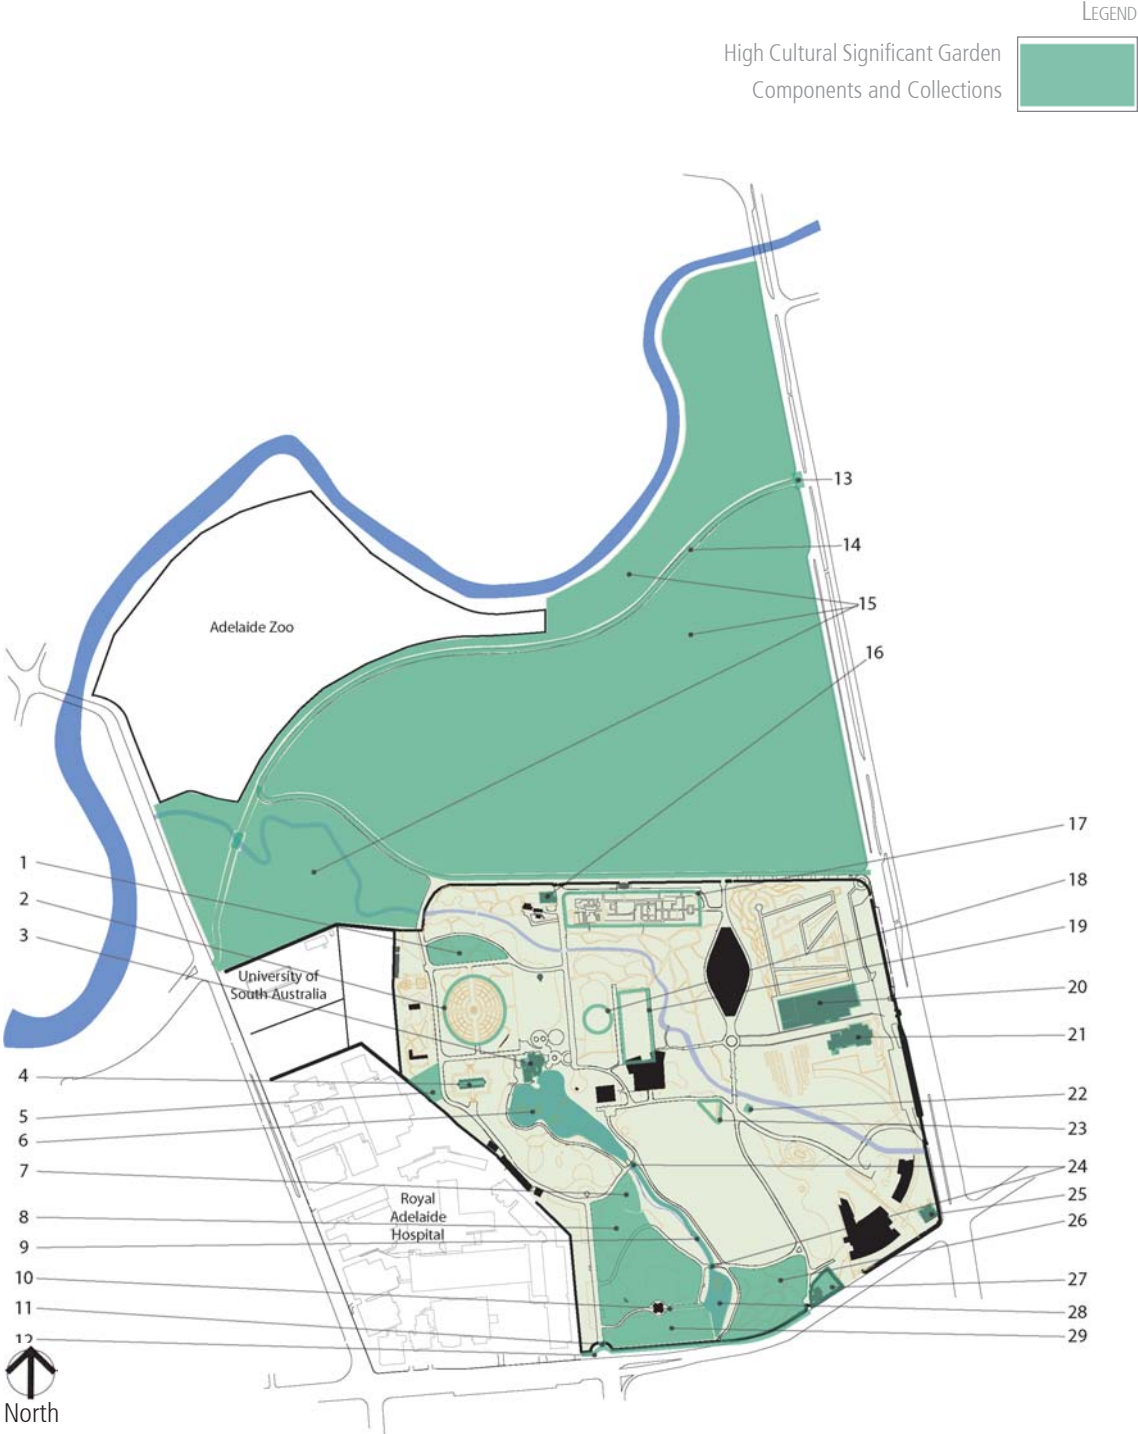 LEGEND
High Cultural Significant Garden
Components and Collections
13
14
15
Adelaide Zoo
16
17
1
18
2
19
3
University of
South Australia
20
21
4
22
5
23
6
24
7
25
Royal
Adelaide
Hospital
8
26
9
27
10
28
11
29
12
North